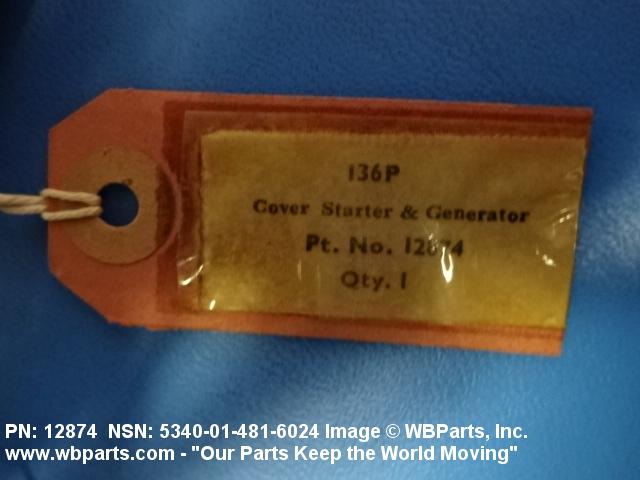 136P
Cover Starter & Generator
Pt. No. 12874
Qty. 1
PN: 12874 NSN: 5340-01-481-6024 Image © WBParts, Inc.
www.wbparts.com - "Our Parts Keep the World Moving"